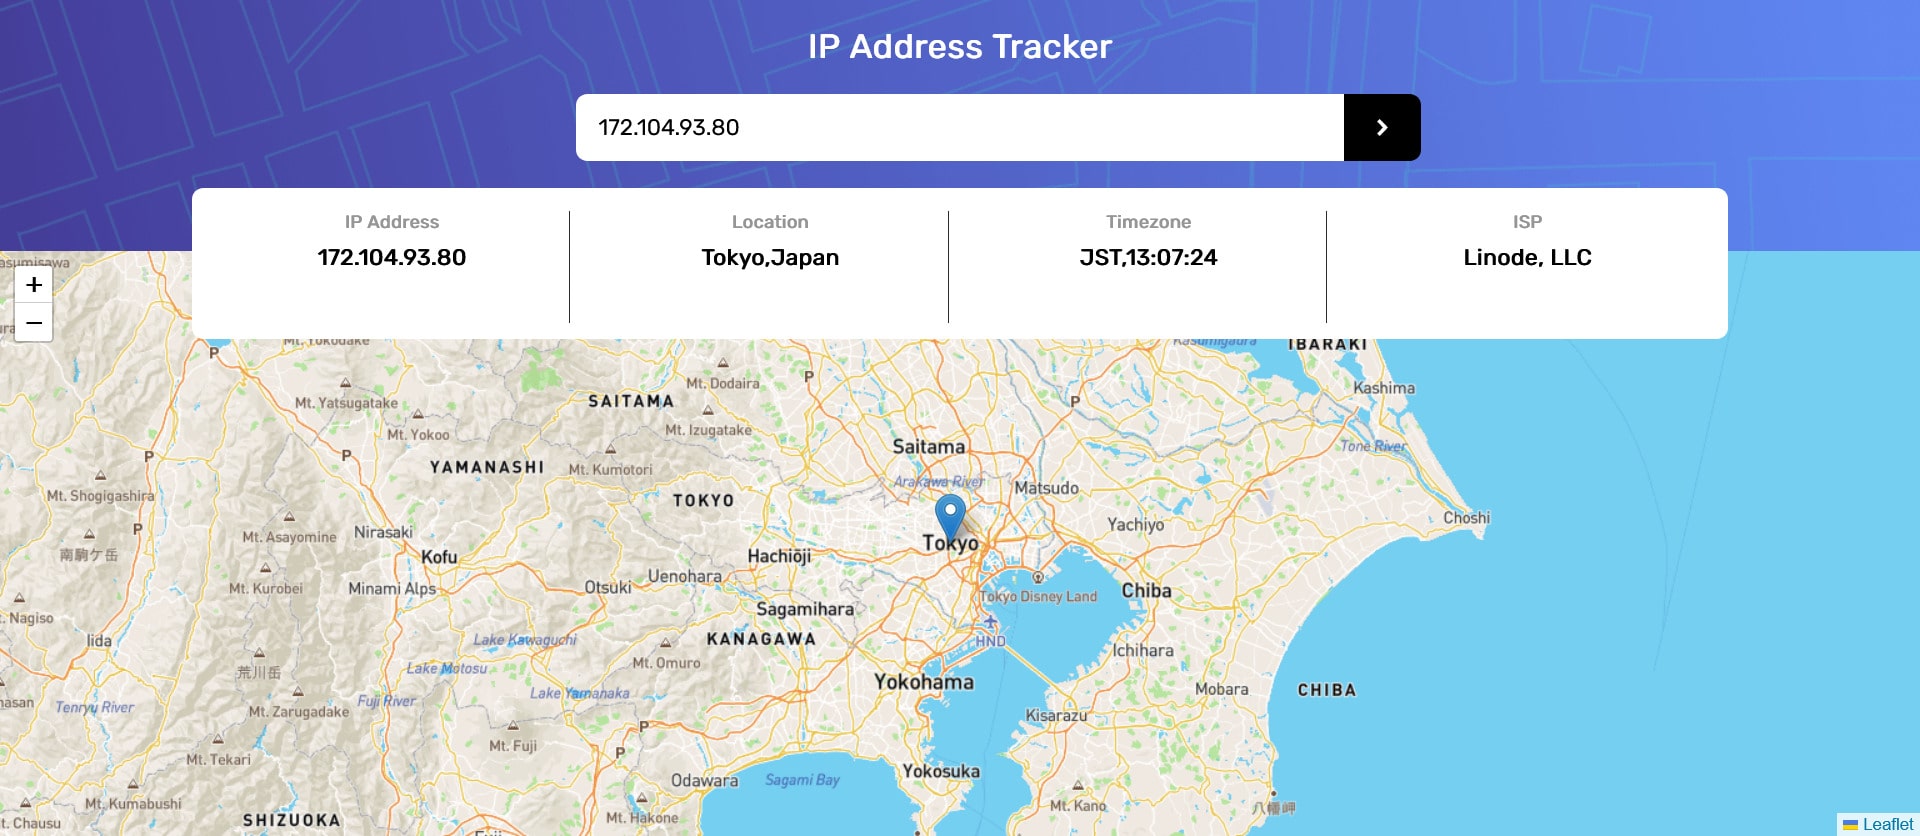 IP Address Tracker
172.104.93.80
IP Address
172.104.93.80
Location
Tokyo,Japan
Timezone
JST,13:07:24
ISP
Linode, LLC
+
−
IBARAKI
Kasumigaura
P
Mt. Dodaira
P
Kashima
Mt. Yatsugatake
SAITAMA
P
Mt. Yokoo
Mt. Izugatake
Saitama
Tone River
P
P
YAMANASHI
Mt. Kumotori
Arakawa River
Matsudo
Mt. Shogigashira
TOKYO
Choshi
P
Nirasaki
Yachiyo
Mt. Asayomine
Tokyo
南駒ケ岳
Kofu
Hachiōji
Uenohara
Mt. Kurobei
Minami Alps
Otsuki
Chiba
Tokyo Disney Land
Sagamihara
Nagiso
Iida
Lake Kawaguchi
KANAGAWA
HND
Ichihara
Lake Motosu
Mt. Omuro
荒川岳
Yokohama
Mobara
CHIBA
Lake Yamanaka
Fuji River
Tenryu River
Mt. Zarugadake
Kisarazu
P
Mt. Fuji
P
Mt. Tekari
Yokosuka
Odawara
Sagami Bay
Mt. Kumabushi
Mt. Kano
八幡岬
SHIZUOKA
Mt. Hakone
t. Chausu
Leaflet